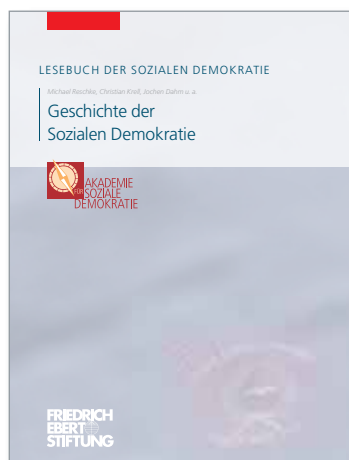 LESEBUCH DER SOZIALEN DEMOKRATIE
Michael Reschke, Christian Krell, Jochen Dahm u. a.
Geschichte der
Sozialen Demokratie
AKADEMIE
FÜR SOZIALE
DEMOKRATIE
FRIEDRICH
EBERT
STIFTUNG